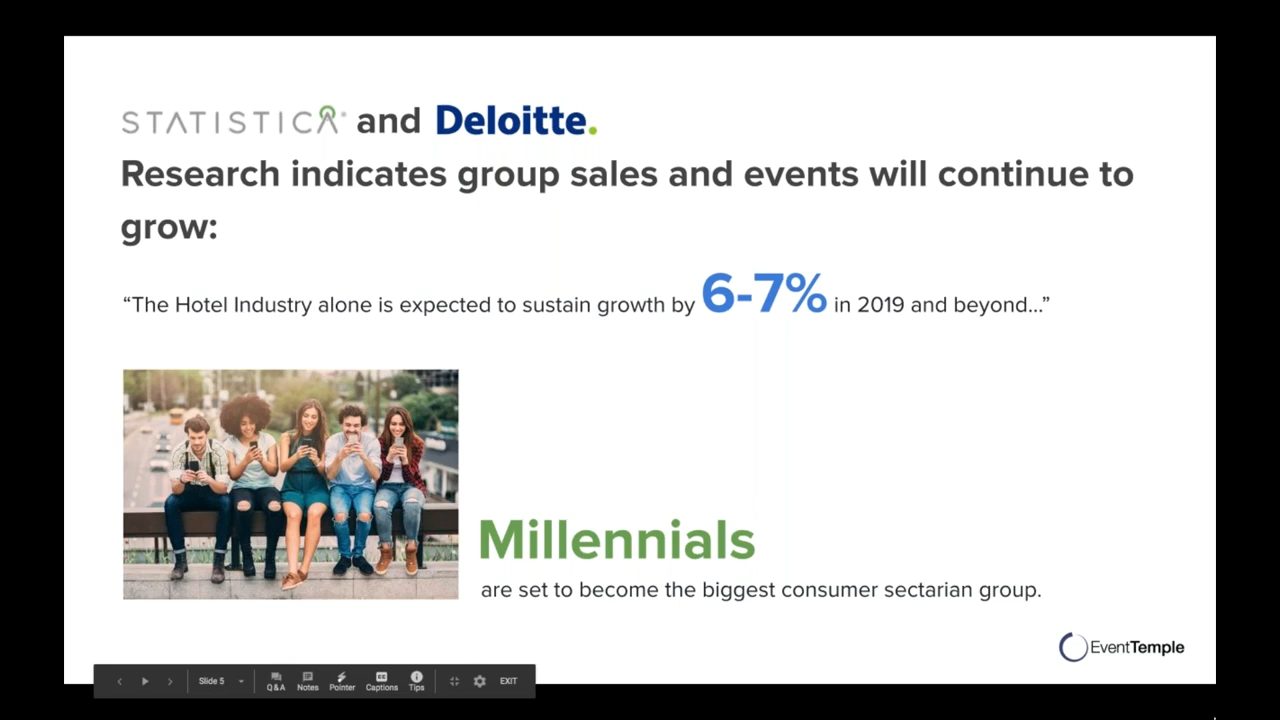 STATISTICA® and Deloitte.
Research indicates group sales and events will continue to
grow:
“The Hotel Industry alone is expected to sustain growth by 6-7% in 2019 and beyond...”
Millennials
are set to become the biggest consumer sectarian group.
EventTemple
Slide 5 Q&A Notes Pointer Captions Tips EXIT